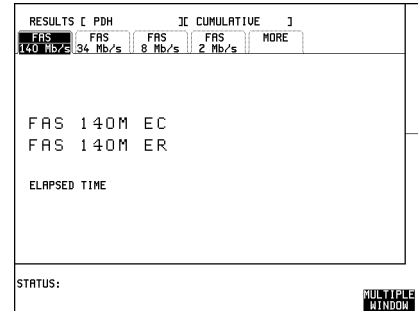 RESULTS [ PDH ][ CUMULATIVE ]
FAS 140 Mb/s FAS 34 Mb/s FAS 8 Mb/s FAS 2 Mb/s MORE
FAS 140M EC
FAS 140M ER
ELAPSED TIME
STATUS:
MULTIPLE WINDOW